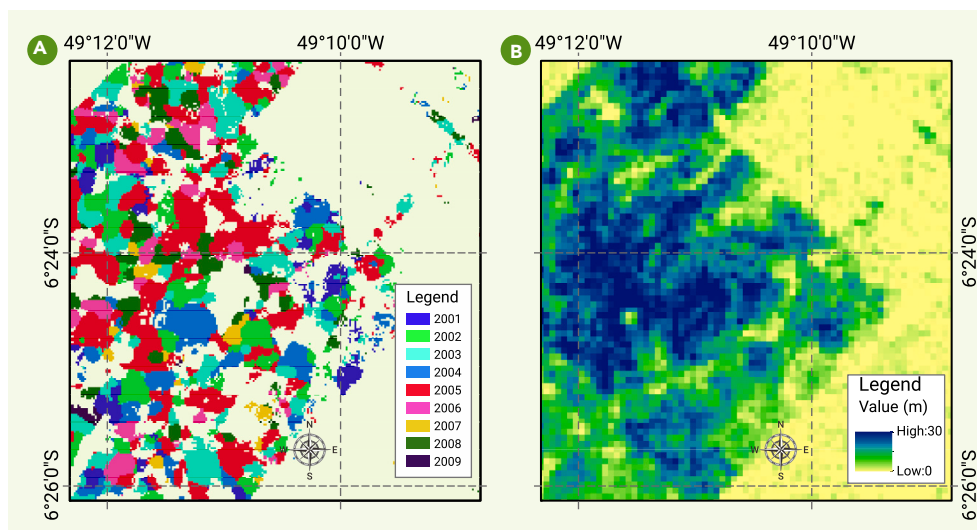 A
49°12'0"W
49°10'0"W
6°24'0"S
6°26'0"S
Legend
2001
2002
2003
2004
2005
2006
2007
2008
2009
N
W
E
S
B
49°12'0"W
49°10'0"W
6°24'0"S
6°26'6"S
Legend
Value (m)
High:30
Low:0
N
W
E
S